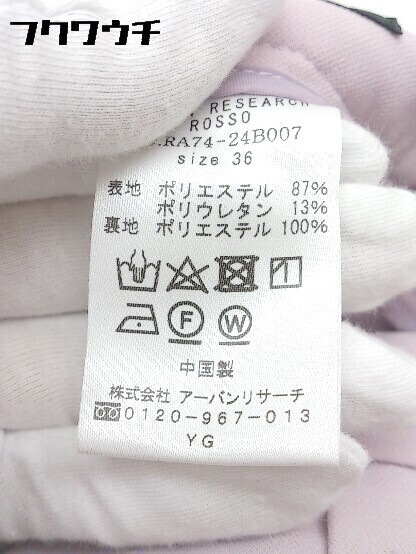 フクワウチ
RESEARCH
ROSSO
RA74-24B007
size 36
表地 ポリエステル 87%
ポリウレタン 13%
裏地 ポリエステル 100%
F
W
中国製
株式会社 アーバンリサーチ
0120-967-013
YG